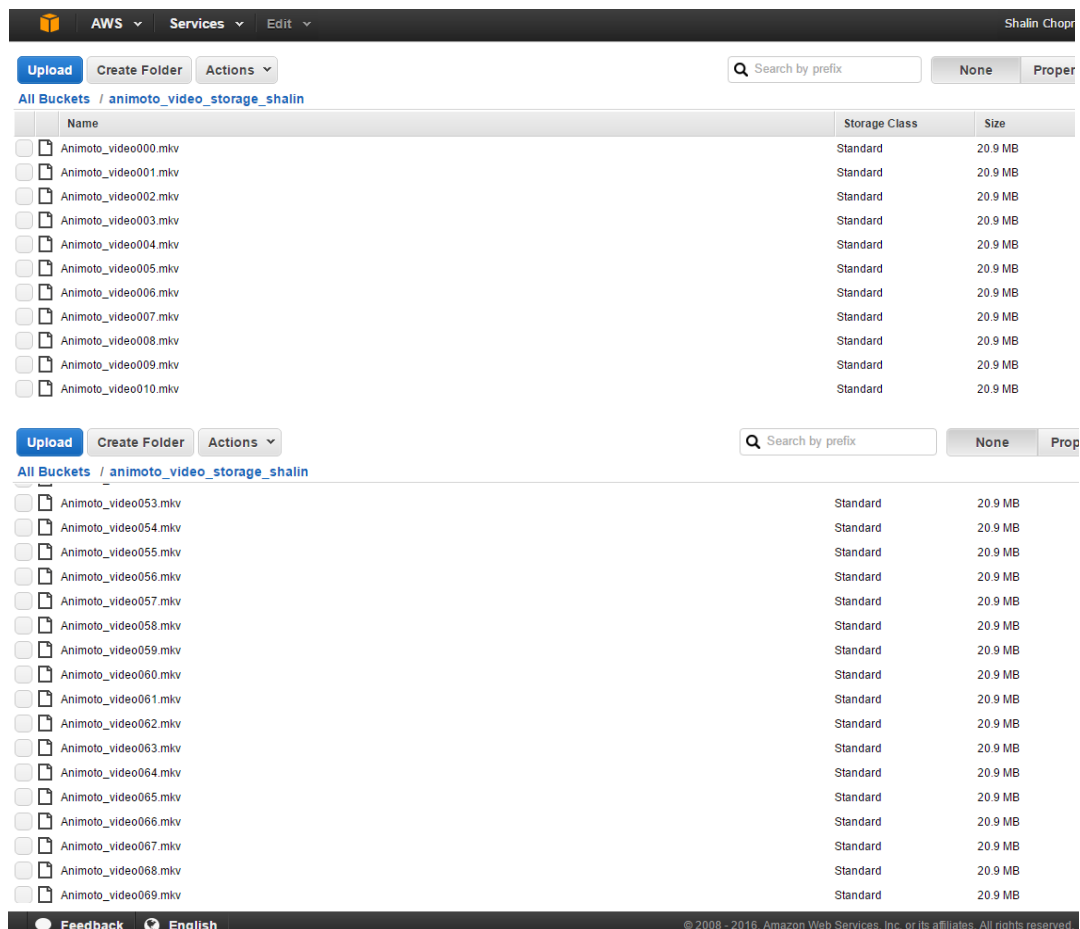 AWS Services Edit Shalin Chopr
Upload Create Folder Actions Search by prefix None Proper
All Buckets / animoto_video_storage_shalin
Name Storage Class Size
Animoto_video000.mkv Standard 20.9 MB
Animoto_video001.mkv Standard 20.9 MB
Animoto_video002.mkv Standard 20.9 MB
Animoto_video003.mkv Standard 20.9 MB
Animoto_video004.mkv Standard 20.9 MB
Animoto_video005.mkv Standard 20.9 MB
Animoto_video006.mkv Standard 20.9 MB
Animoto_video007.mkv Standard 20.9 MB
Animoto_video008.mkv Standard 20.9 MB
Animoto_video009.mkv Standard 20.9 MB
Animoto_video010.mkv Standard 20.9 MB
Upload Create Folder Actions Search by prefix None Prop
All Buckets / animoto_video_storage_shalin
Animoto_video053.mkv Standard 20.9 MB
Animoto_video054.mkv Standard 20.9 MB
Animoto_video055.mkv Standard 20.9 MB
Animoto_video056.mkv Standard 20.9 MB
Animoto_video057.mkv Standard 20.9 MB
Animoto_video058.mkv Standard 20.9 MB
Animoto_video059.mkv Standard 20.9 MB
Animoto_video060.mkv Standard 20.9 MB
Animoto_video061.mkv Standard 20.9 MB
Animoto_video062.mkv Standard 20.9 MB
Animoto_video063.mkv Standard 20.9 MB
Animoto_video064.mkv Standard 20.9 MB
Animoto_video065.mkv Standard 20.9 MB
Animoto_video066.mkv Standard 20.9 MB
Animoto_video067.mkv Standard 20.9 MB
Animoto_video068.mkv Standard 20.9 MB
Animoto_video069.mkv Standard 20.9 MB
Feedback English © 2008 - 2016, Amazon Web Services, Inc. or its affiliates. All rights reserved.